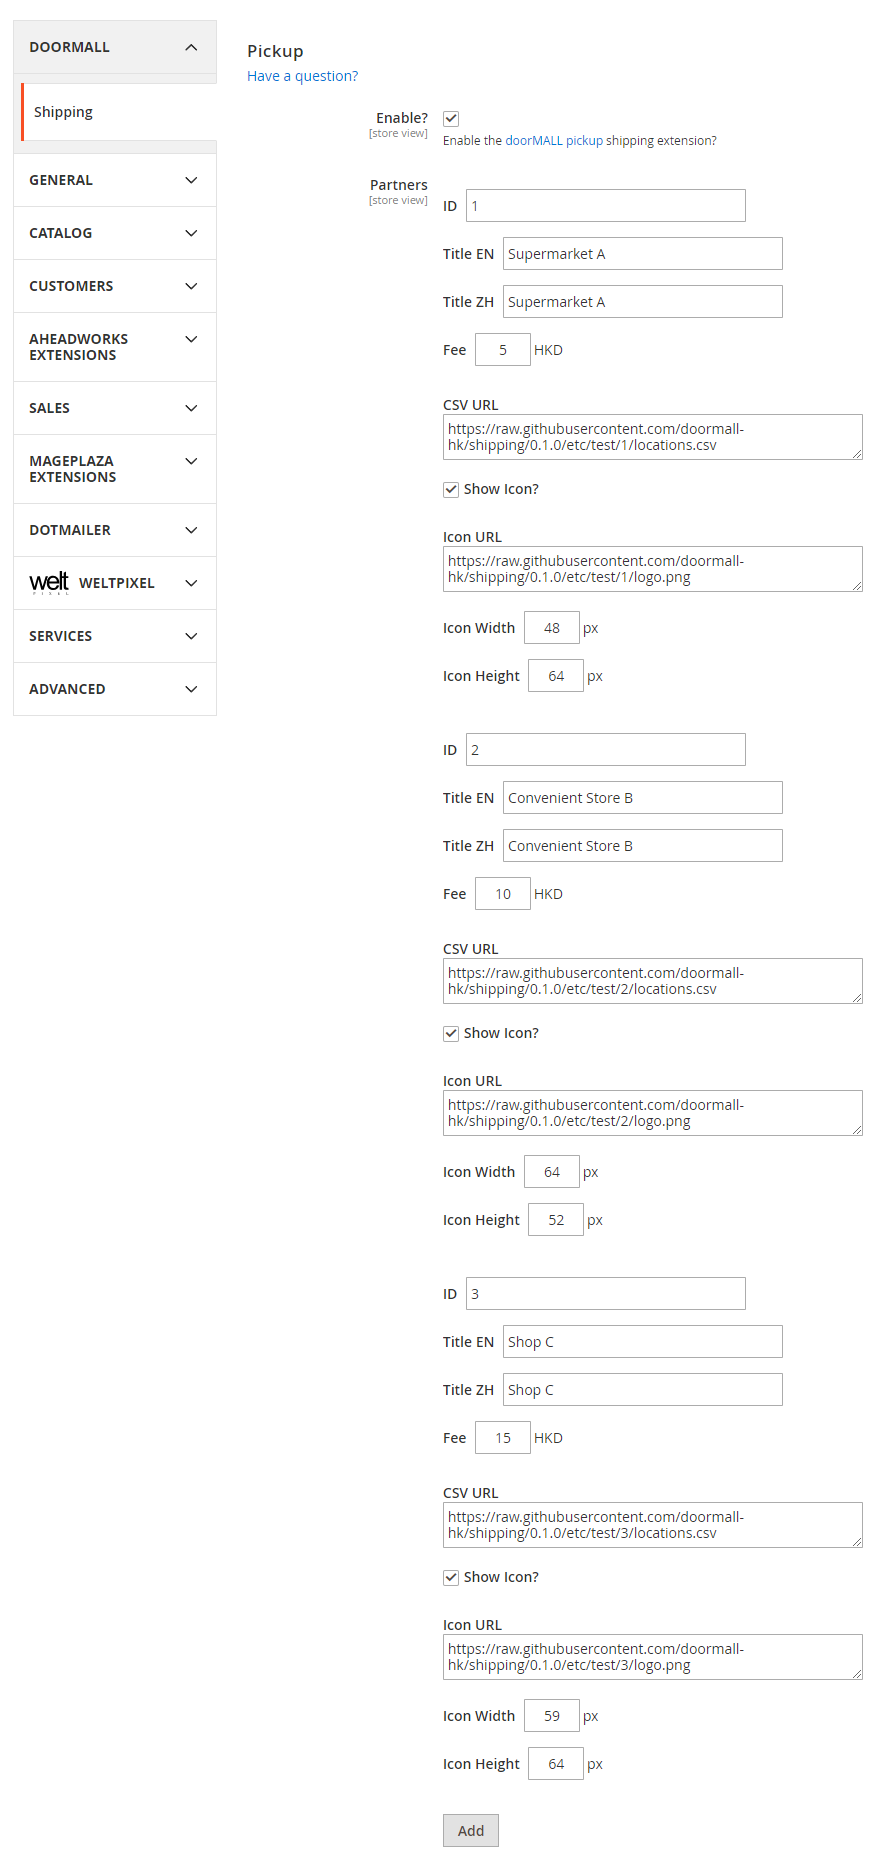 DOORMALL
Shipping
GENERAL
CATALOG
CUSTOMERS
AHEADWORKS
EXTENSIONS
SALES
MAGEPLAZA
EXTENSIONS
DOTMAILER
welt
PIXEL
WELTPIXEL
SERVICES
ADVANCED
Pickup
Have a question?
Enable?
[store view]
Enable the doorMALL pickup shipping extension?
Partners
[store view]
ID 1
Title EN Supermarket A
Title ZH Supermarket A
Fee 5 HKD
CSV URL
https://raw.githubusercontent.com/doormall-
hk/shipping/0.1.0/etc/test/1/locations.csv
Show Icon?
Icon URL
https://raw.githubusercontent.com/doormall-
hk/shipping/0.1.0/etc/test/1/logo.png
Icon Width 48 px
Icon Height 64 px
ID 2
Title EN Convenient Store B
Title ZH Convenient Store B
Fee 10 HKD
CSV URL
https://raw.githubusercontent.com/doormall-
hk/shipping/0.1.0/etc/test/2/locations.csv
Show Icon?
Icon URL
https://raw.githubusercontent.com/doormall-
hk/shipping/0.1.0/etc/test/2/logo.png
Icon Width 64 px
Icon Height 52 px
ID 3
Title EN Shop C
Title ZH Shop C
Fee 15 HKD
CSV URL
https://raw.githubusercontent.com/doormall-
hk/shipping/0.1.0/etc/test/3/locations.csv
Show Icon?
Icon URL
https://raw.githubusercontent.com/doormall-
hk/shipping/0.1.0/etc/test/3/logo.png
Icon Width 59 px
Icon Height 64 px
Add